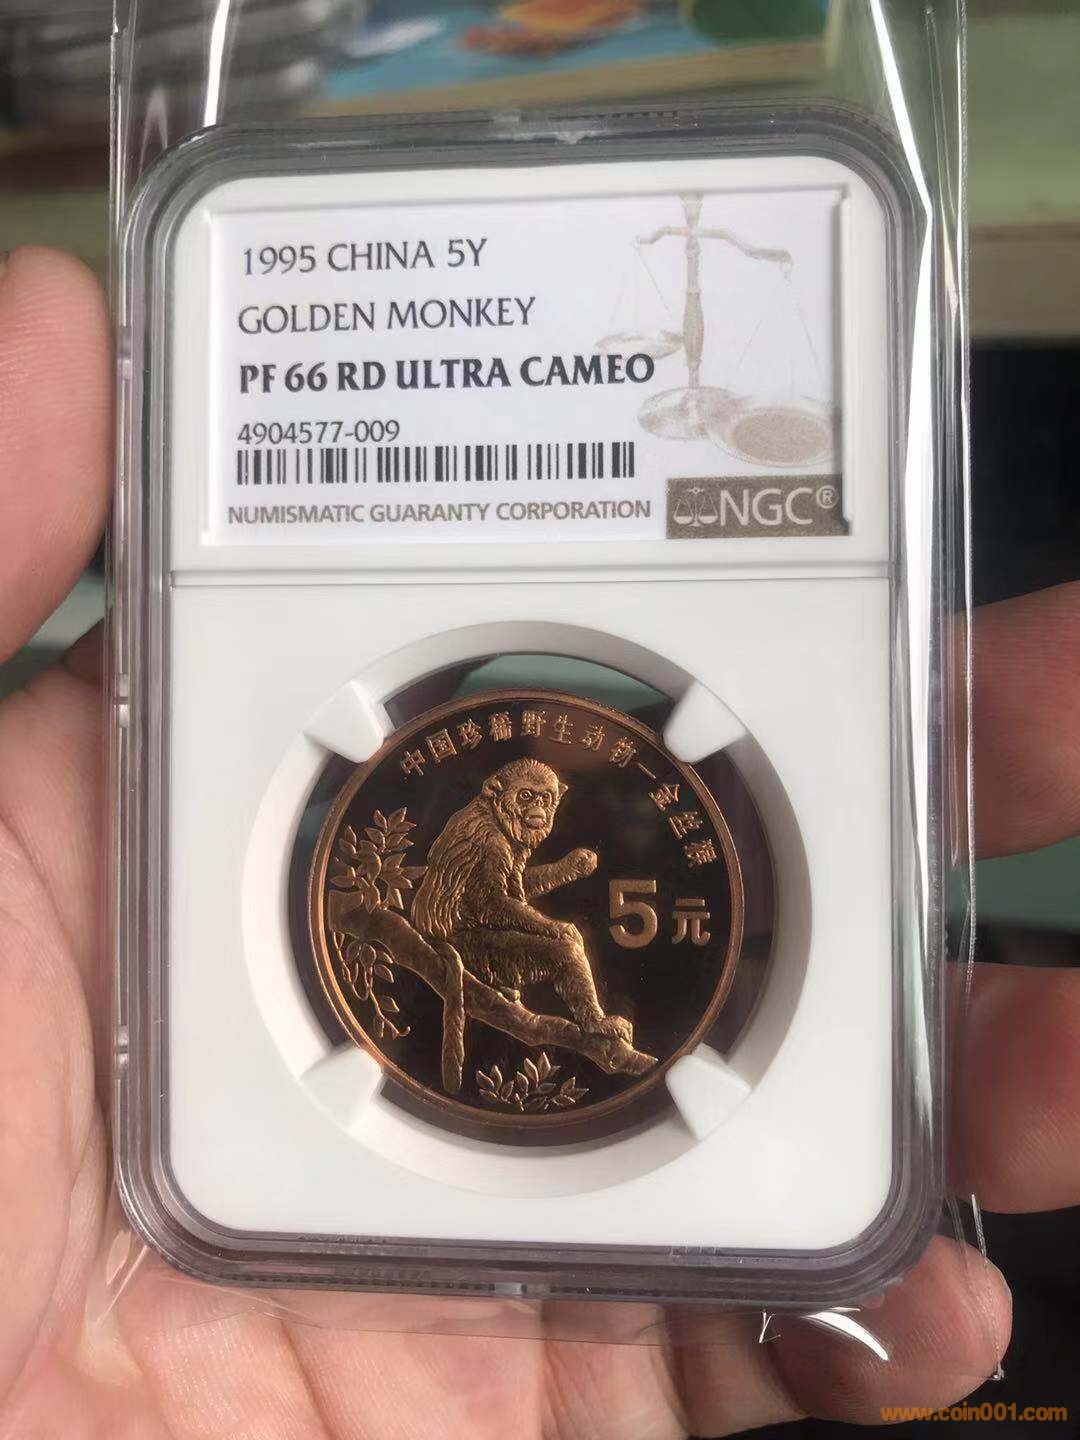 1995 CHINA 5Y
GOLDEN MONKEY
PF 66 RD ULTRA CAMEO
4904577-009
NUMISMATIC GUARANTY CORPORATION
NGC®
中国珍稀野生动物—金丝猴
5元
www.coin001.com